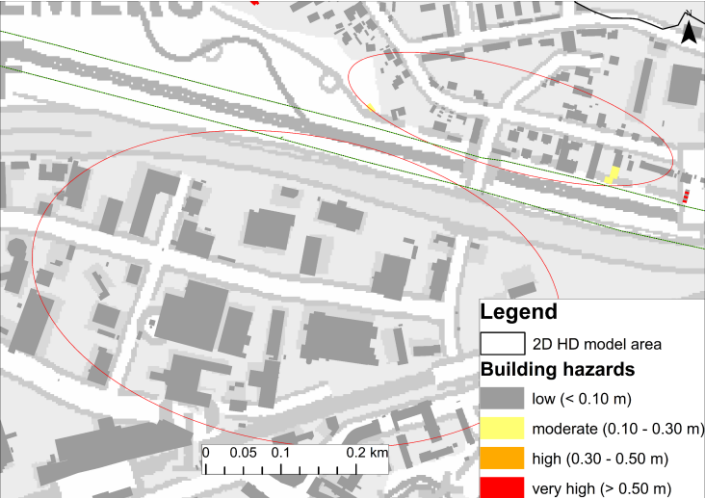 N
Legend
2D HD model area
Building hazards
low (< 0.10 m)
moderate (0.10 - 0.30 m)
high (0.30 - 0.50 m)
very high (> 0.50 m)
0 0.05 0.1 0.2 km